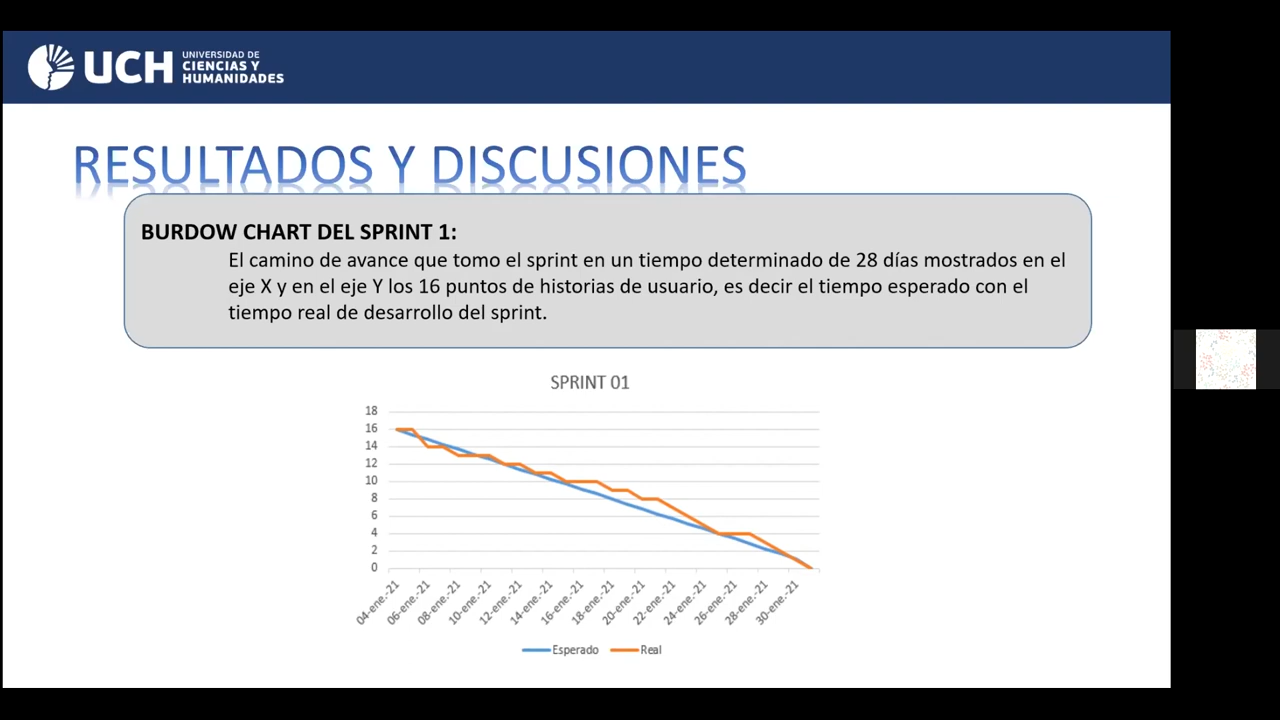 UCH
UNIVERSIDAD DE
CIENCIAS Y
HUMANIDADES
RESULTADOS Y DISCUSIONES
BURDOW CHART DEL SPRINT 1:
El camino de avance que tomo el sprint en un tiempo determinado de 28 días mostrados en el
eje X y en el eje Y los 16 puntos de historias de usuario, es decir el tiempo esperado con el
tiempo real de desarrollo del sprint.
SPRINT 01
18
16
14
12
10
8
6
4
2
0
04-ene.-21
06-ene.-21
08-ene.-21
10-ene.-21
12-ene.-21
14-ene.-21
16-ene.-21
18-ene.-21
20-ene.-21
22-ene.-21
24-ene.-21
26-ene.-21
28-ene.-21
30-ene.-21
Esperado Real